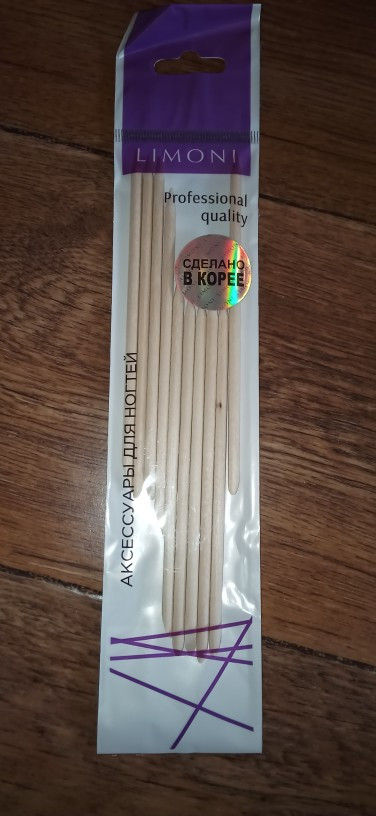 LIMONI
Professional
quality
СДЕЛАНО
В КОРЕЕ
АКСЕССУАРЫ ДЛЯ НОГТЕЙ